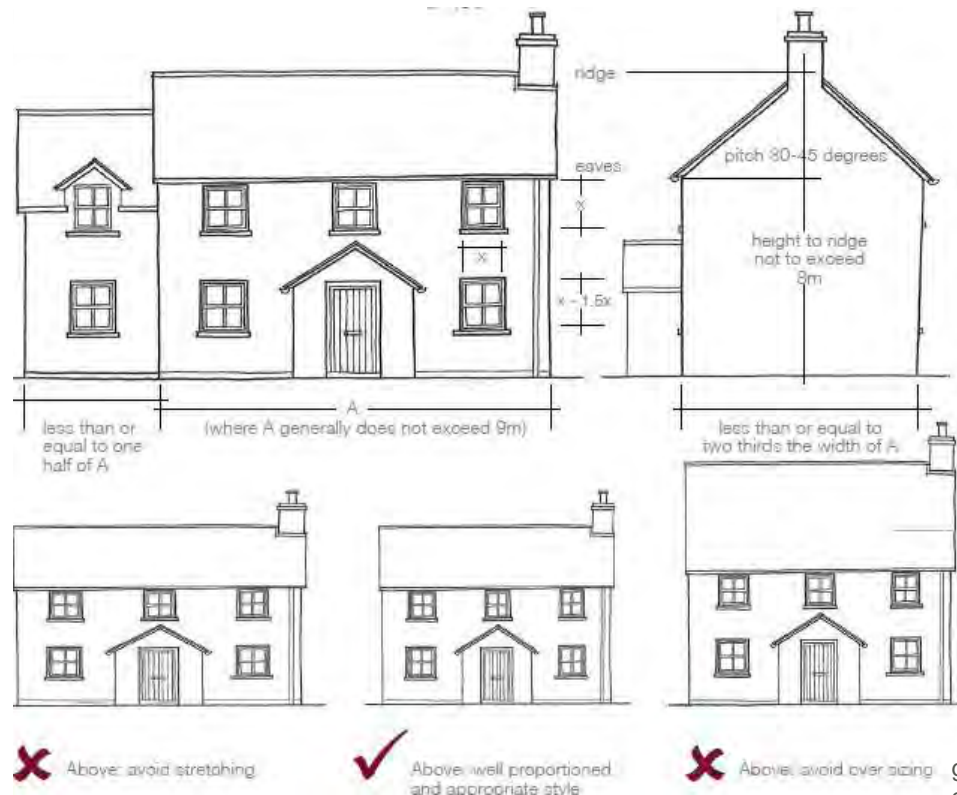 ridge
eaves
x
x
x - 1.5x
pitch 30-45 degrees
height to ridge
not to exceed
8m
less than or
equal to one
half of A
A
(where A generally does not exceed 9m)
less than or equal to
two thirds the width of A
Above: avoid stretching
Above: well proportioned
and appropriate style
Above: avoid over sizing